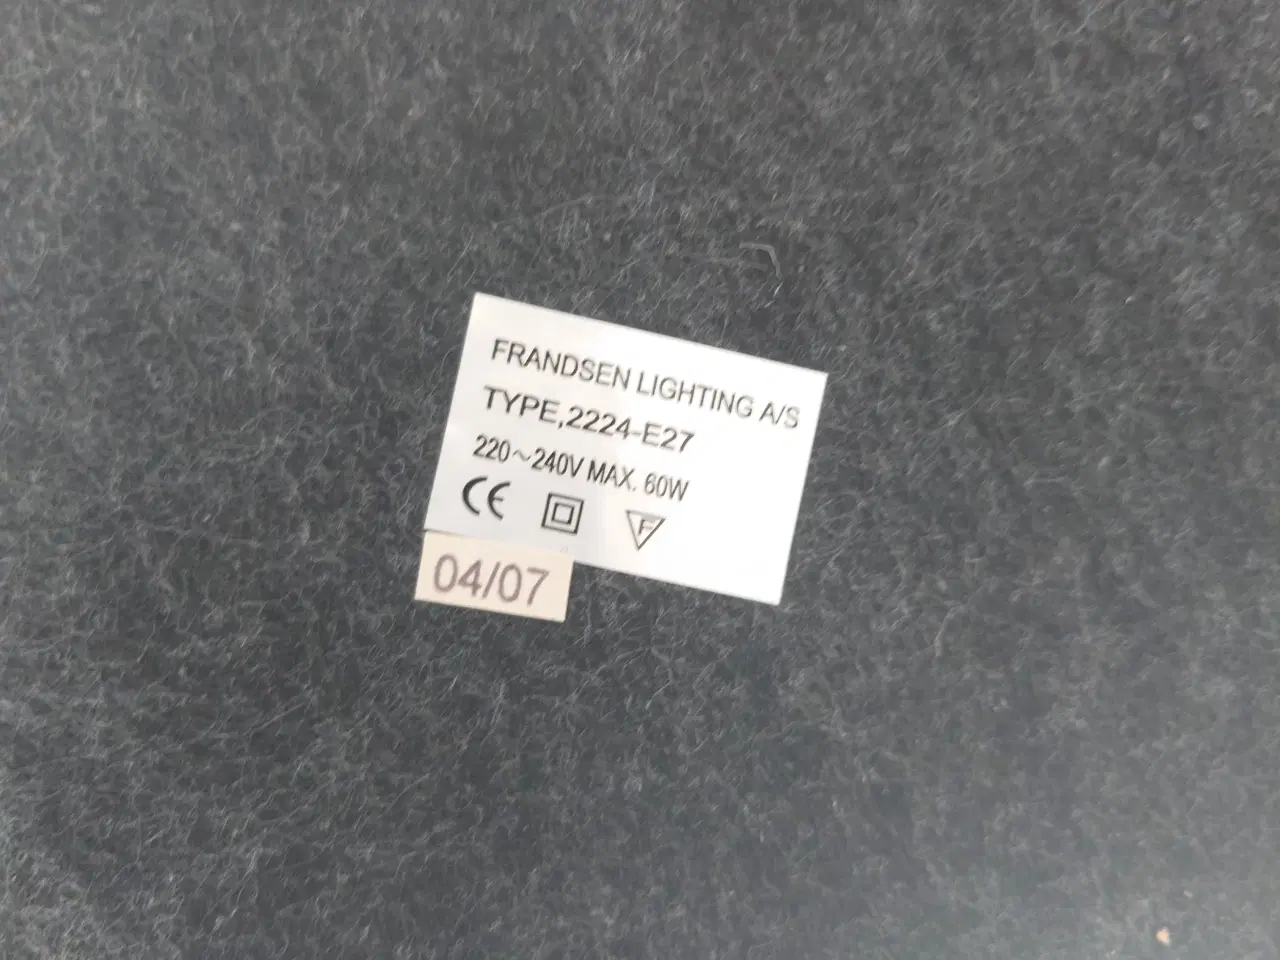 FRANDSEN LIGHTING A/S
TYPE,2224-E27
220~240V MAX. 60W
CE F
04/07